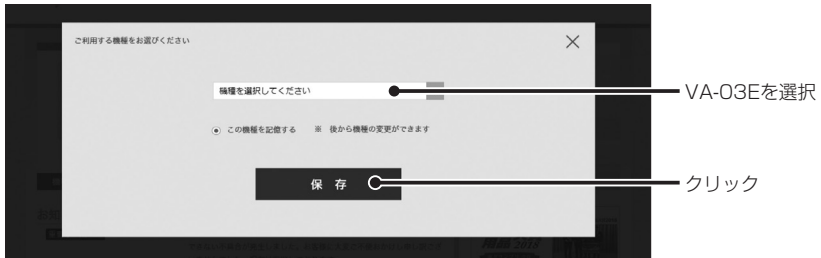 ご利用する機種をお選びください
機種を選択してください
VA-03Eを選択
この機種を記憶する ※ 後から機種の変更ができます
保 存
クリック